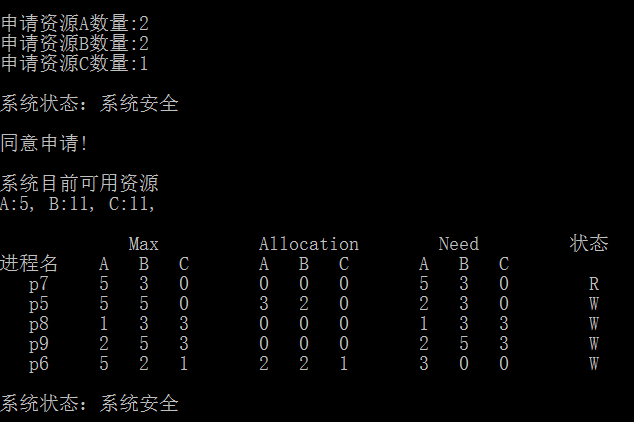 申请资源A数量:2
申请资源B数量:2
申请资源C数量:1
系统状态: 系统安全
同意申请!
系统目前可用资源
A:5, B:11, C:11,
Max Allocation Need 状态
进程名 A B C A B C A B C
p7 5 3 0 0 0 0 5 3 0 R
p5 5 5 0 3 2 0 2 3 0 W
p8 1 3 3 0 0 0 1 3 3 W
p9 2 5 3 0 0 0 2 5 3 W
p6 5 2 1 2 2 1 3 0 0 W
系统状态: 系统安全